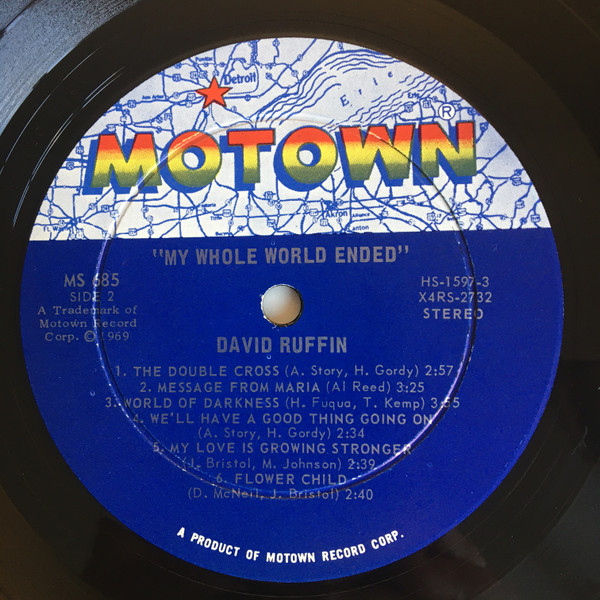 Detroit
Erie
Erie
MOTOWN®
Akron
Alliance
Canton
"MY WHOLE WORLD ENDED"
MS 685
SIDE 2
A Trademark of
Motown Record
Corp. © 1969
HS-1597-3
X4RS-2732
STEREO
DAVID RUFFIN
1. THE DOUBLE CROSS (A. Story, H. Gordy) 2:57
2. MESSAGE FROM MARIA (Al Reed) 3:25
3. WORLD OF DARKNESS (H. Fuqua, T. Kemp) 3:55
4. WE'LL HAVE A GOOD THING GOING ON
(A. Story, H. Gordy) 2:34
5. MY LOVE IS GROWING STRONGER
(J. Bristol, M. Johnson) 2:39
6. FLOWER CHILD
(D. McNeil, J. Bristol) 2:40
A PRODUCT OF MOTOWN RECORD CORP.